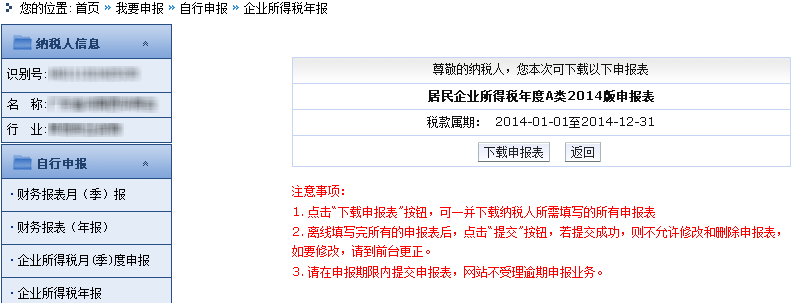 您的位置: 首页 » 我要申报 » 自行申报 » 企业所得税年报
纳税人信息
识别号:
名 称:
行 业:
自行申报
· 财务报表月（季）报
· 财务报表（年报）
· 企业所得税月(季)度申报
· 企业所得税年报
尊敬的纳税人，您本次可下载以下申报表
居民企业所得税年度A类2014版申报表
税款属期： 2014-01-01至2014-12-31
下载申报表 返回
注意事项：
1. 点击“下载申报表”按钮，可一并下载纳税人所需填写的所有申报表
2. 离线填写完所有的申报表后，点击“提交”按钮，若提交成功，则不允许修改和删除申报表，
如要修改，请到前台更正。
3. 请在申报期限内提交申报表，网站不受理逾期申报业务。